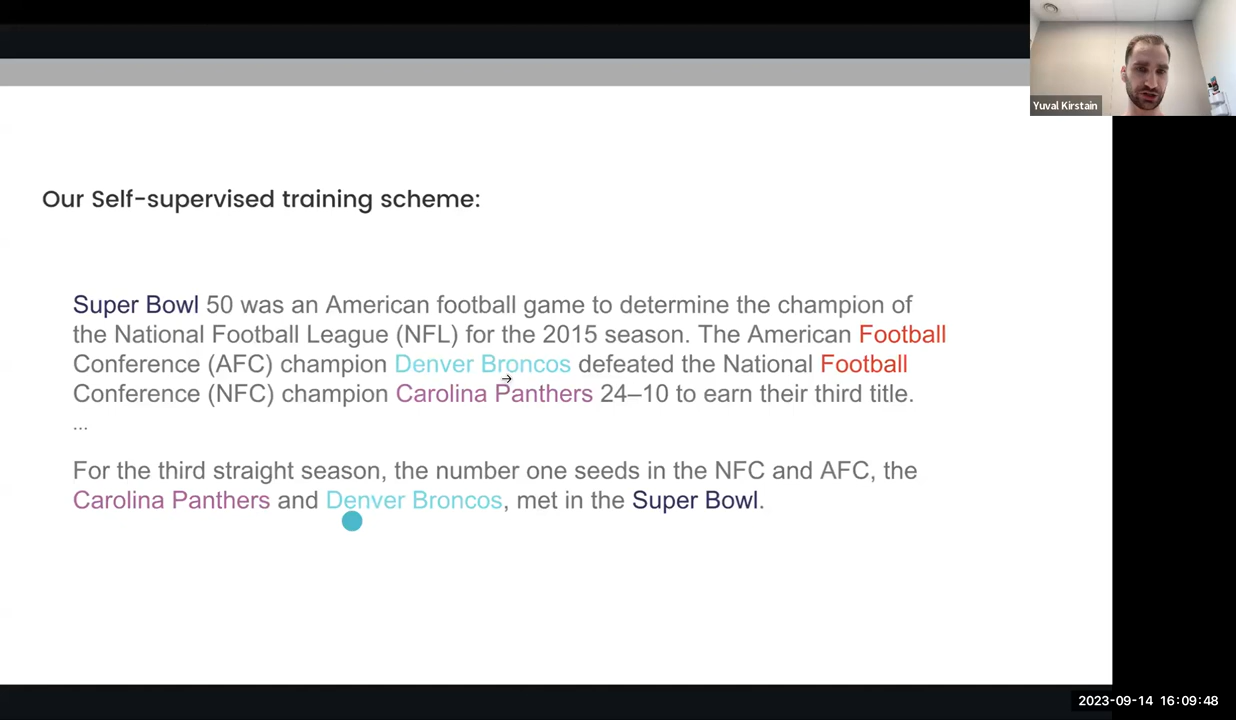 Yuval Kirstain
Our Self-supervised training scheme:
Super Bowl 50 was an American football game to determine the champion of
the National Football League (NFL) for the 2015 season. The American Football
Conference (AFC) champion Denver Broncos defeated the National Football
Conference (NFC) champion Carolina Panthers 24–10 to earn their third title.
...
For the third straight season, the number one seeds in the NFC and AFC, the
Carolina Panthers and Denver Broncos, met in the Super Bowl.
2023-09-14 16:09:48